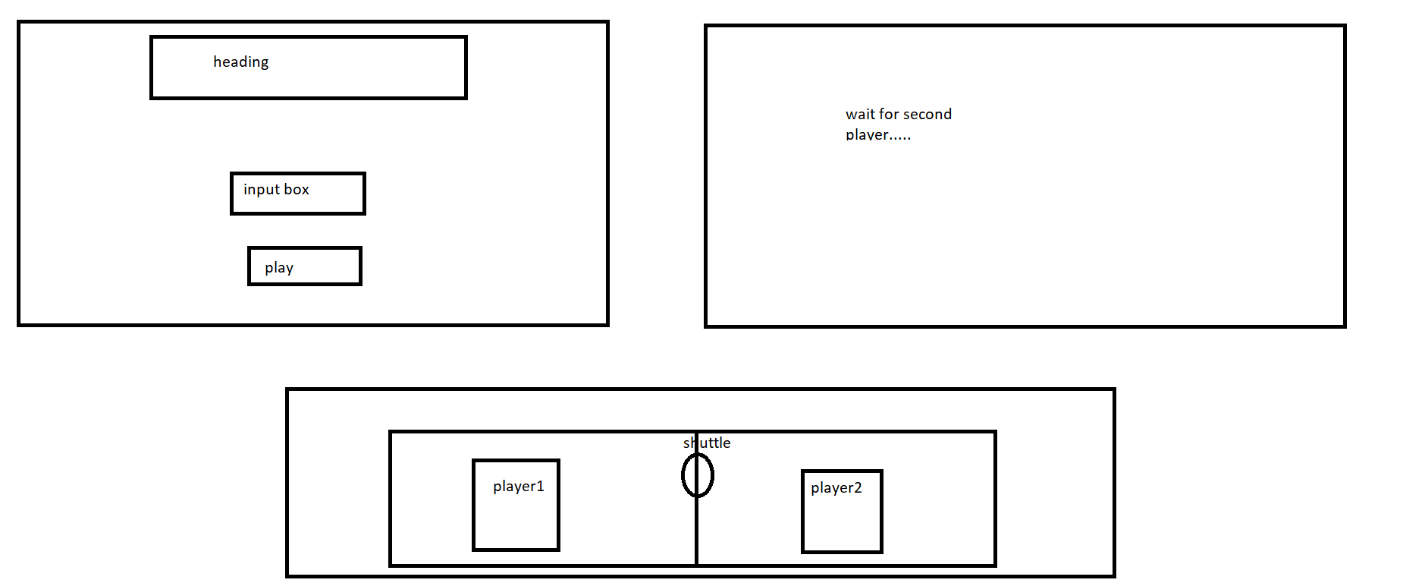 heading
input box
play
wait for second
player.....
shuttle
player1
player2